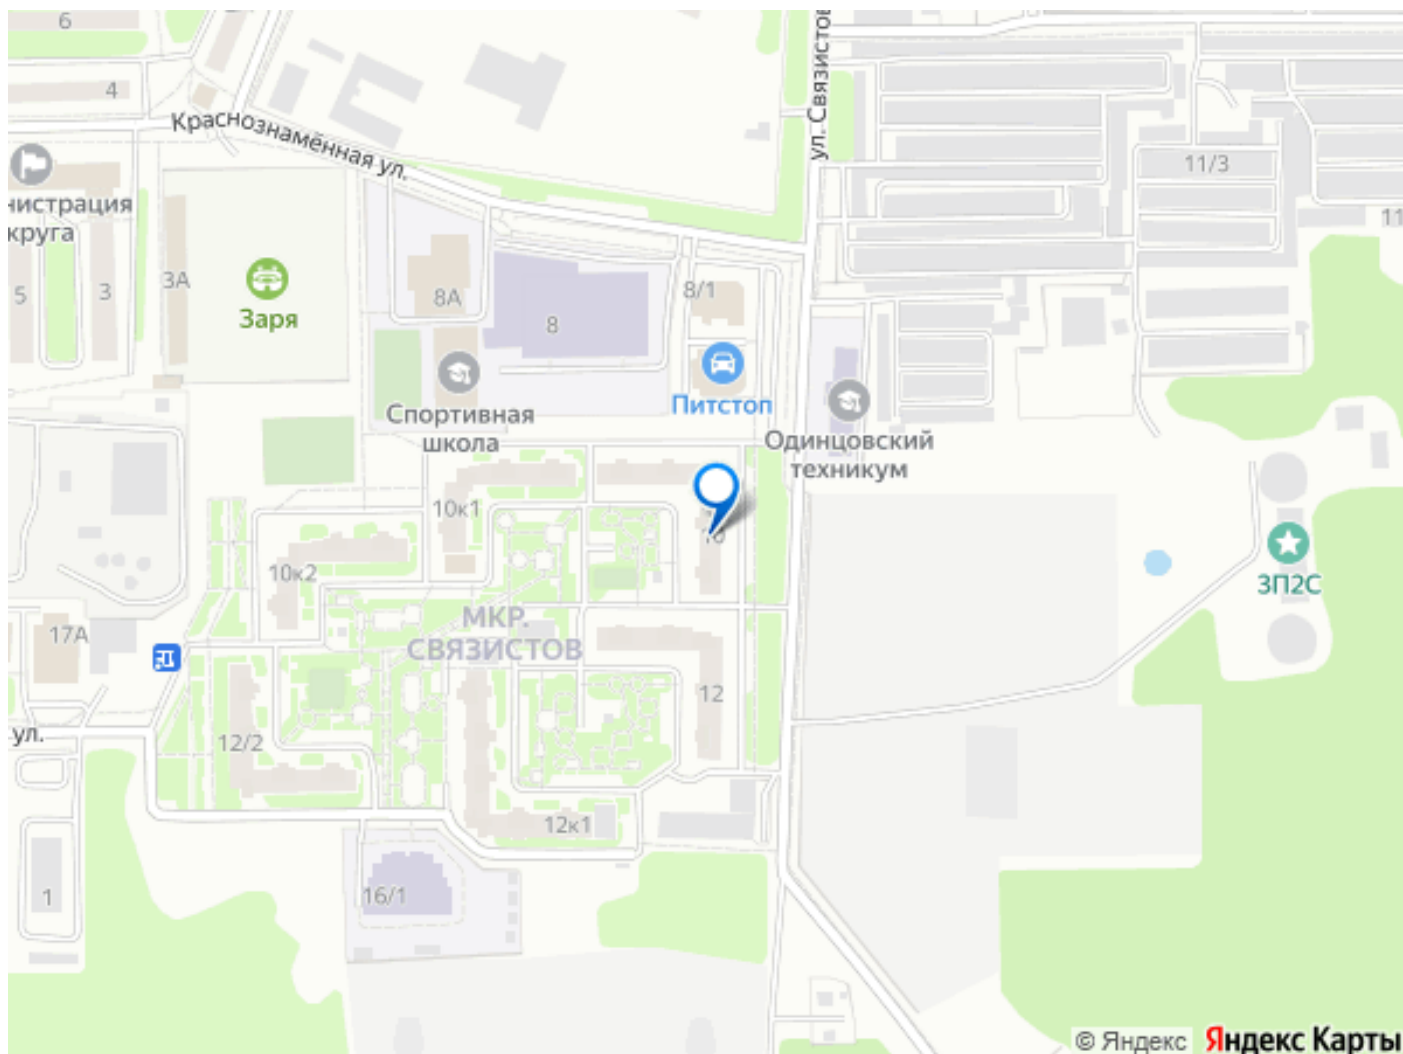 6
4
Краснознамённая ул.
ул. Связистов
11/3
11
нистрация
круга
5
3
3А
Заря
8А
8
8/1
Питстоп
Спортивная
школа
Одинцовский
техникум
10к1
10
10к2
ЗП2С
МКР.
СВЯЗИСТОВ
17А
12
ул.
12/2
12к1
1
16/1
© Яндекс Яндекс Карты